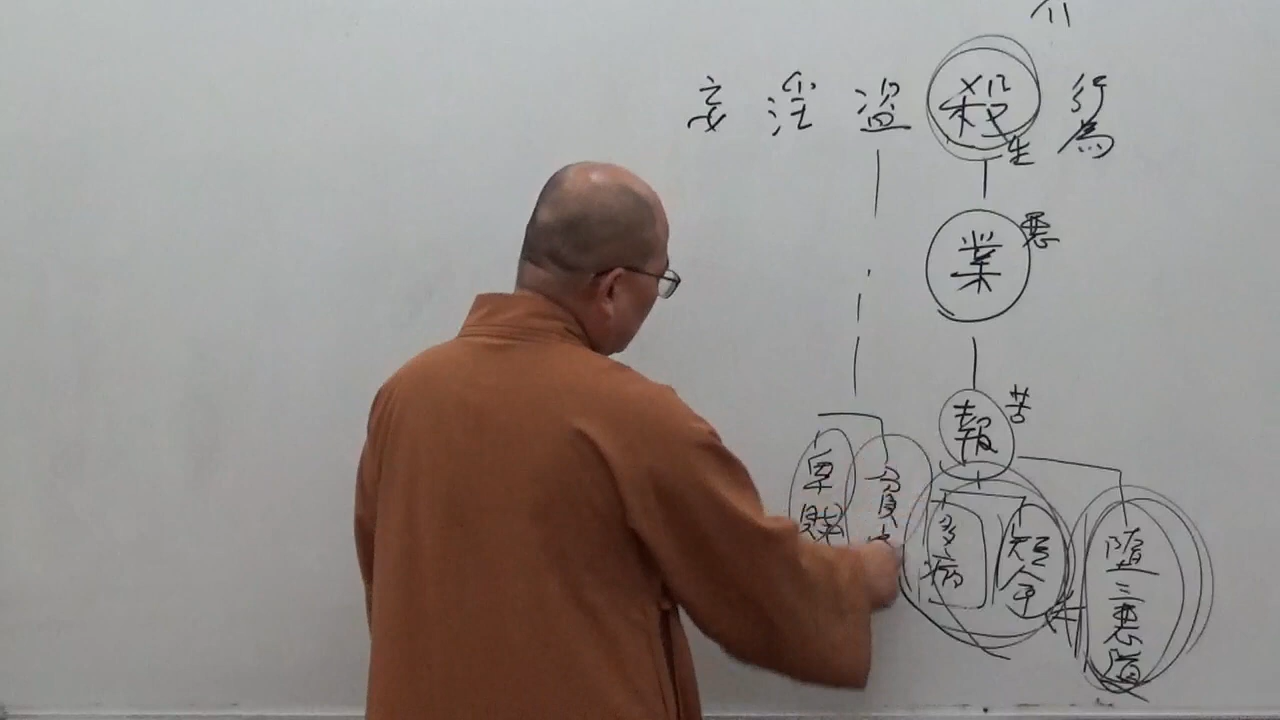 行為
殺生
盜
淫
妄
業
惡
報
苦
墮三惡道
短命
多病
貧
卑賤